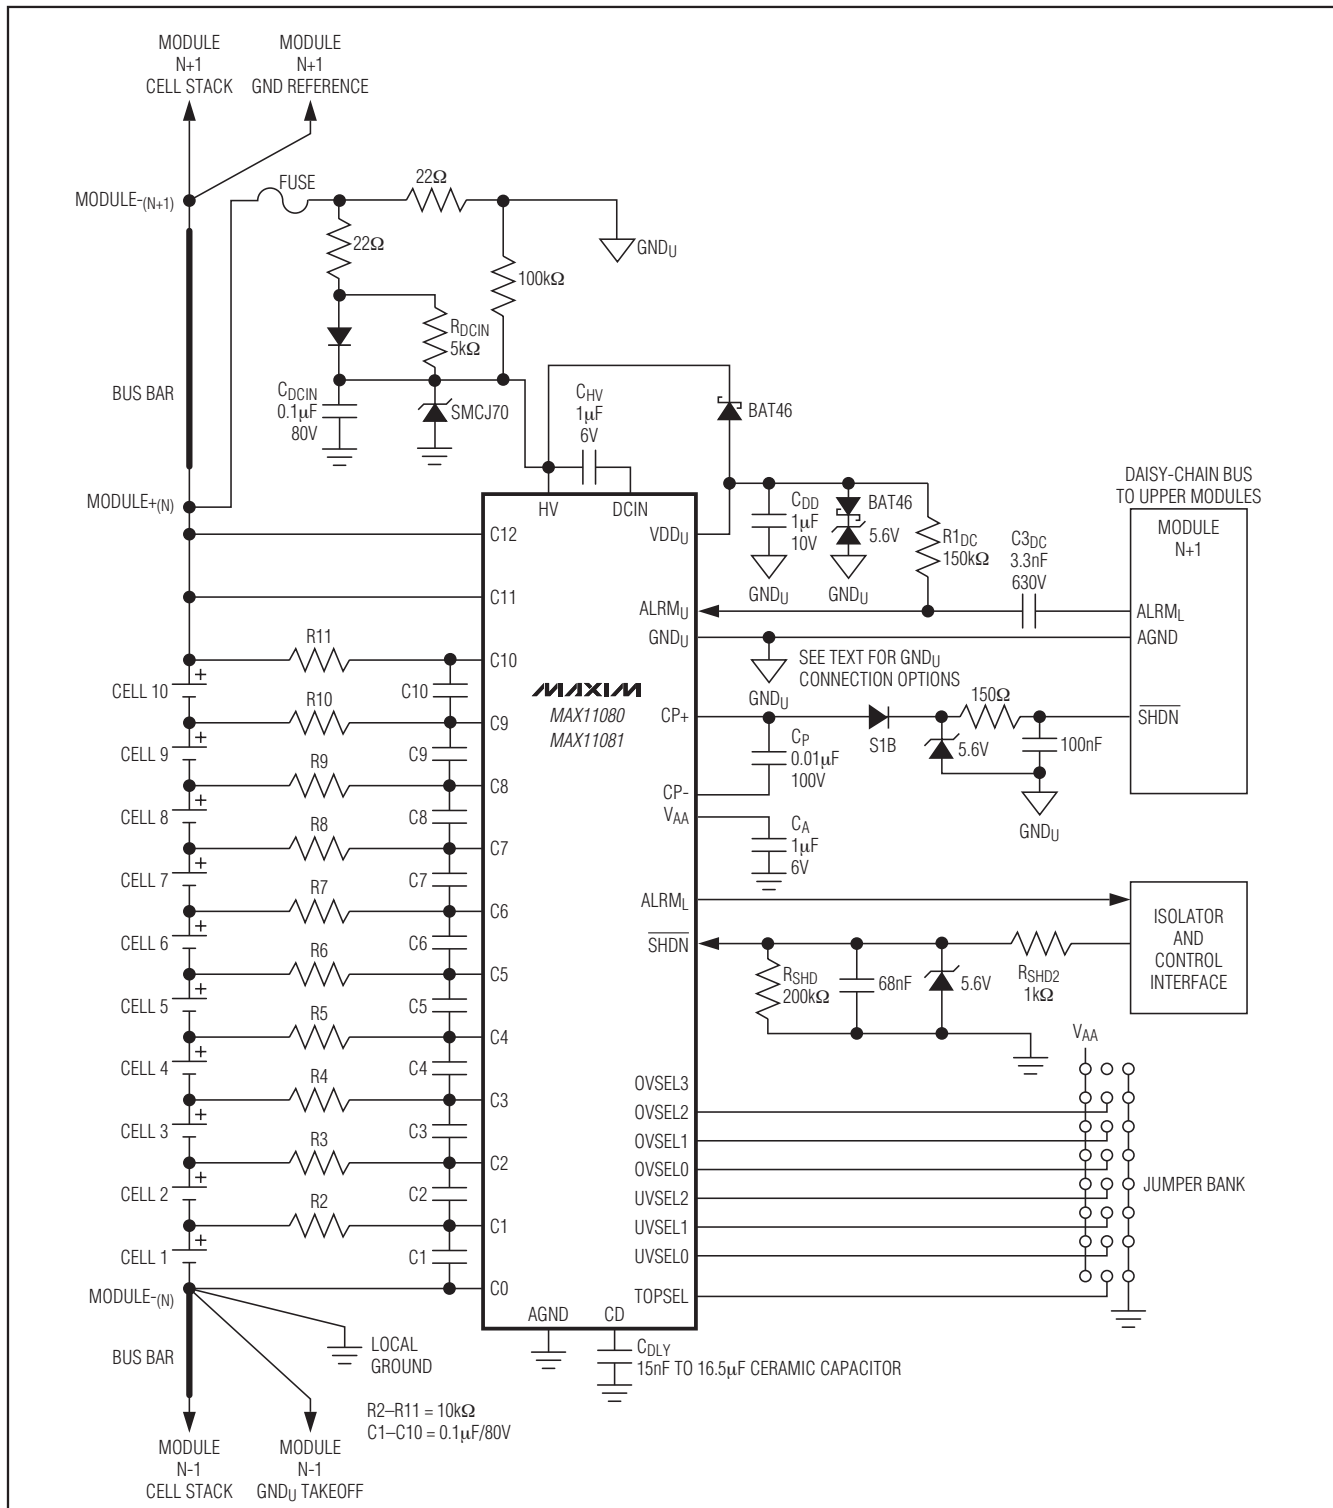 MODULE
N+1
CELL STACK
MODULE
N+1
GND REFERENCE
MODULE-(N+1)
FUSE
22Ω
22Ω
GNDU
100kΩ
RDCIN
5kΩ
BUS BAR
CDCIN
0.1µF
80V
SMCJ70
CHV
1µF
6V
BAT46
MODULE+(N)
HV
DCIN
VDDU
CDD
1µF
10V
BAT46
5.6V
GNDU
GNDU
R1DC
150kΩ
C3DC
3.3nF
630V
DAISY-CHAIN BUS
TO UPPER MODULES
MODULE
N+1
ALRML
AGND
SHDN
C12
C11
ALRMU
GNDU
GNDU
SEE TEXT FOR GNDU
CONNECTION OPTIONS
MAXIM
MAX11080
MAX11081
CP+
S1B
5.6V
150Ω
100nF
GNDU
CP
0.01µF
100V
CP-
VAA
CA
1µF
6V
R11
C10
CELL 10
+
C10
R10
C9
CELL 9
+
C9
R9
C8
CELL 8
+
C8
R8
C7
CELL 7
+
C7
R7
C6
CELL 6
+
C6
R6
C5
CELL 5
+
C5
R5
C4
CELL 4
+
C4
R4
C3
CELL 3
+
C3
R3
C2
CELL 2
+
C2
R2
C1
CELL 1
+
C1
C0
ALRML
SHDN
RSHD
200kΩ
68nF
5.6V
RSHD2
1kΩ
ISOLATOR
AND
CONTROL
INTERFACE
VAA
OVSEL3
OVSEL2
OVSEL1
OVSEL0
UVSEL2
UVSEL1
UVSEL0
TOPSEL
JUMPER BANK
MODULE-(N)
AGND
CD
BUS BAR
LOCAL
GROUND
CDLY
15nF TO 16.5µF CERAMIC CAPACITOR
R2–R11 = 10kΩ
C1–C10 = 0.1µF/80V
MODULE
N-1
CELL STACK
MODULE
N-1
GNDU TAKEOFF